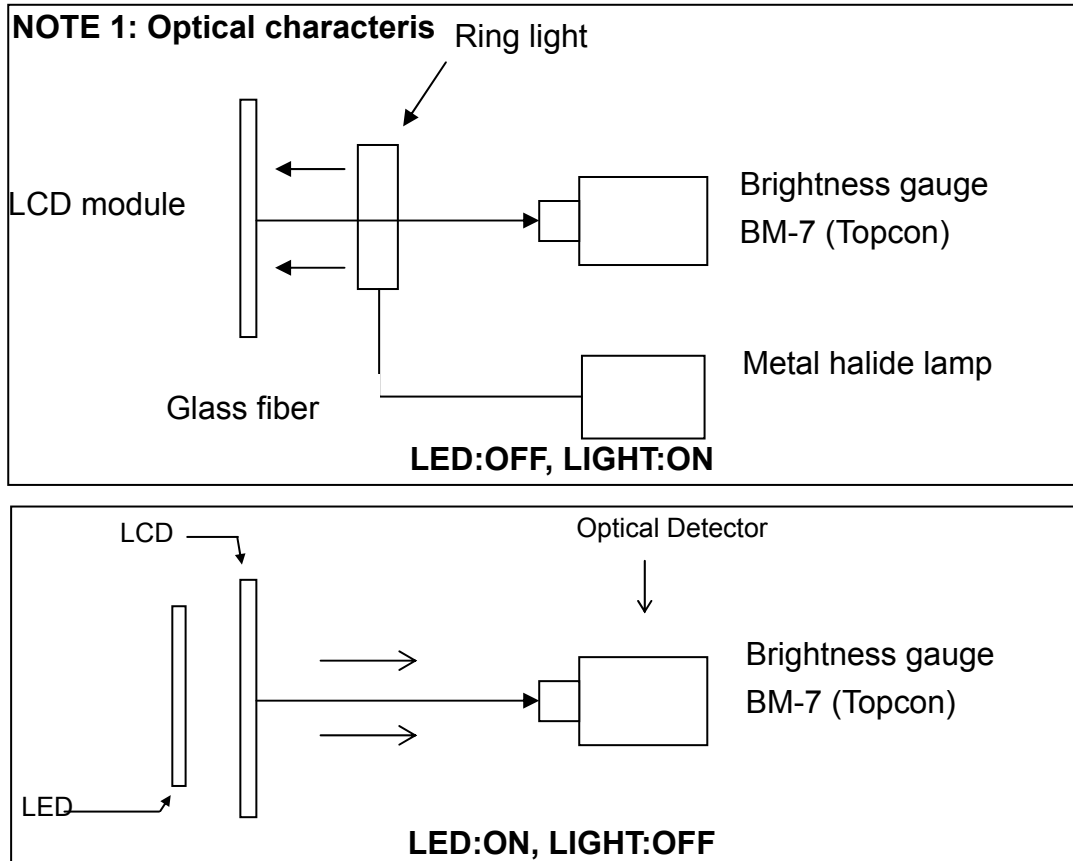 NOTE 1: Optical characteris
Ring light
LCD module
Brightness gauge
BM-7 (Topcon)
Metal halide lamp
Glass fiber
LED:OFF, LIGHT:ON
LCD
Optical Detector
Brightness gauge
BM-7 (Topcon)
LED
LED:ON, LIGHT:OFF